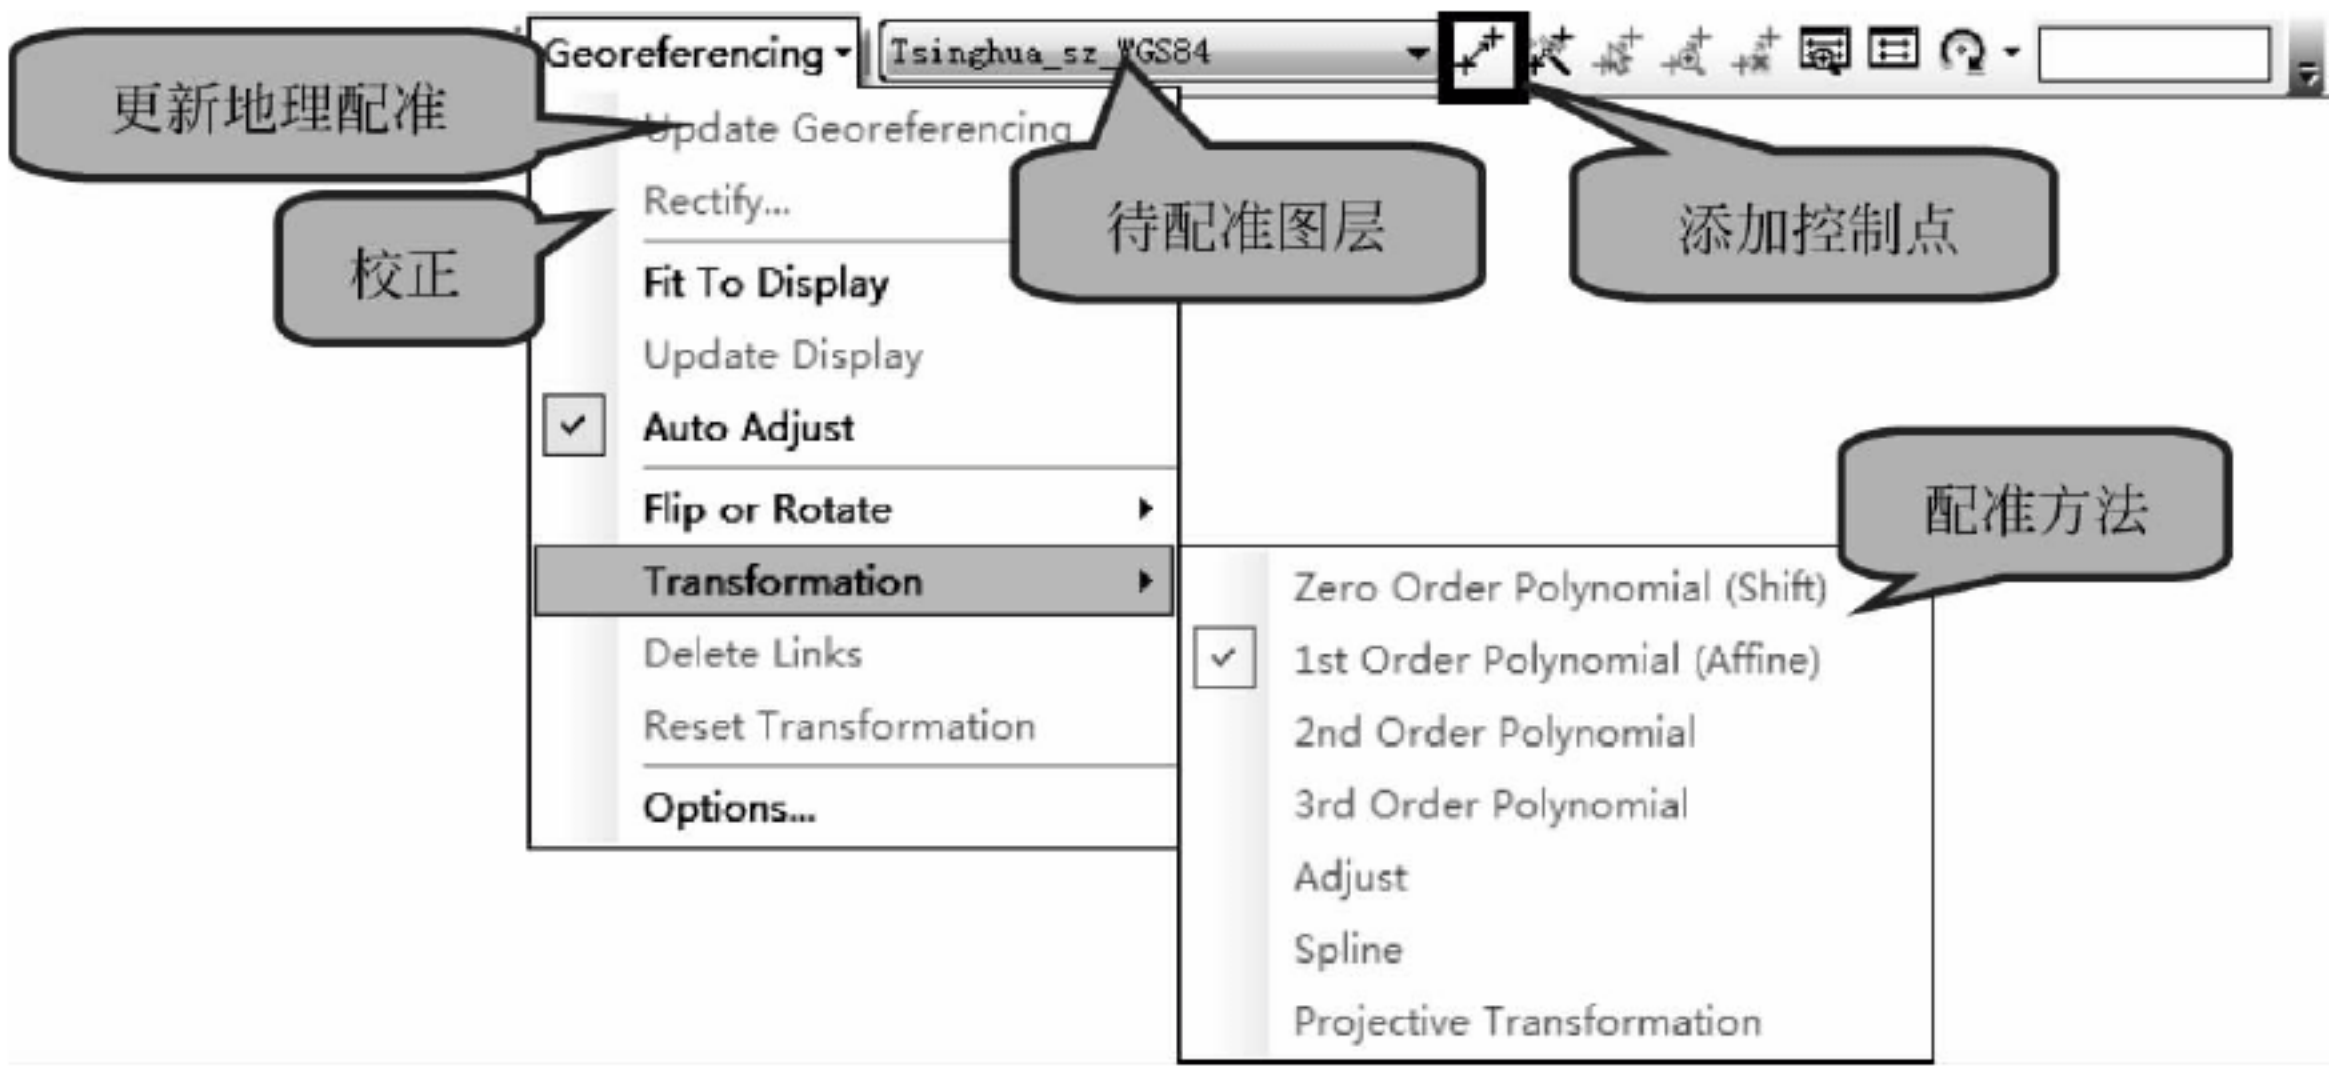 Georeferencing
Tsinghua_sz_WGS84
更新地理配准
Update Georeferencing
校正
Rectify...
待配准图层
添加控制点
Fit To Display
Update Display
Auto Adjust
Flip or Rotate
配准方法
Transformation
Zero Order Polynomial (Shift)
Delete Links
1st Order Polynomial (Affine)
Reset Transformation
2nd Order Polynomial
Options...
3rd Order Polynomial
Adjust
Spline
Projective Transformation